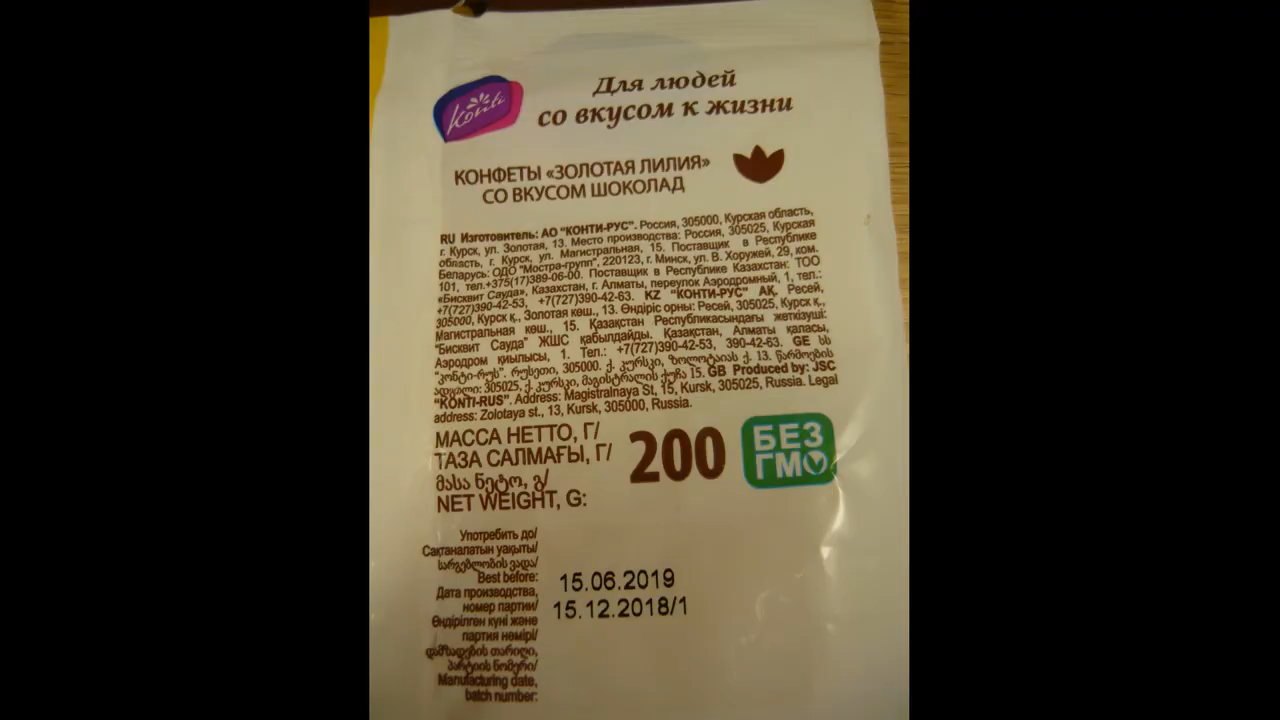 Konti
Для людей
со вкусом к жизни
КОНФЕТЫ «ЗОЛОТАЯ ЛИЛИЯ»
СО ВКУСОМ ШОКОЛАД
RU Изготовитель: АО "КОНТИ-РУС". Россия, 305000, Курская область,
г. Курск, ул. Золотая, 13. Место производства: Россия, 305025, Курская
область, г. Курск, ул. Магистральная, 15. Поставщик в Республике
Беларусь: ОДО "Мостра-групп", 220123, г. Минск, ул. В. Хоружей, 29, ком.
101, тел.+375(17)389-06-00. Поставщик в Республике Казахстан: ТОО
«Бисквит Сауда», Казахстан, г. Алматы, переулок Аэродромный, 1, тел.:
+7(727)390-42-53, +7(727)390-42-63. KZ "КОНТИ-РУС" АҚ. Ресей,
305000, Курск қ., Золотая көш., 13. Өндіріс орны: Ресей, 305025, Курск қ.,
Магистральная көш., 15. Қазақстан Республикасындағы жеткізуші:
"Бисквит Сауда" ЖШС қабылдайды. Қазақстан, Алматы қаласы,
Аэродром қиылысы, 1. Тел.: +7(727)390-42-53, 390-42-63. GE სს
"კონტი-რუს". რუსეთი, 305000. ქ. კურსკი, ზოლოტაიას ქ. 13. წარმოების
ადგილი: 305025, ქ. კურსკი, მაგისტრალის ქუჩა 15. GB Produced by: JSC
"KONTI-RUS". Address: Magistralnaya St, 15, Kursk, 305025, Russia. Legal
address: Zolotaya st., 13, Kursk, 305000, Russia.
МАССА НЕТТО, Г/
ТАЗА САЛМАҒЫ, Г/
მასა ნეტო, გ/
NET WEIGHT, G:
200
БЕЗ
ГМО
Употребить до/
Сақтаналатын уақыты/
სარგებლობის ვადა/
Best before:
15.06.2019
Дата производства,
номер партии/
15.12.2018/1
Өндірілген күні және
партия нөмірі/
დამზადების თარიღი,
პარტიის ნომერი/
Manufacturing date,
batch number: